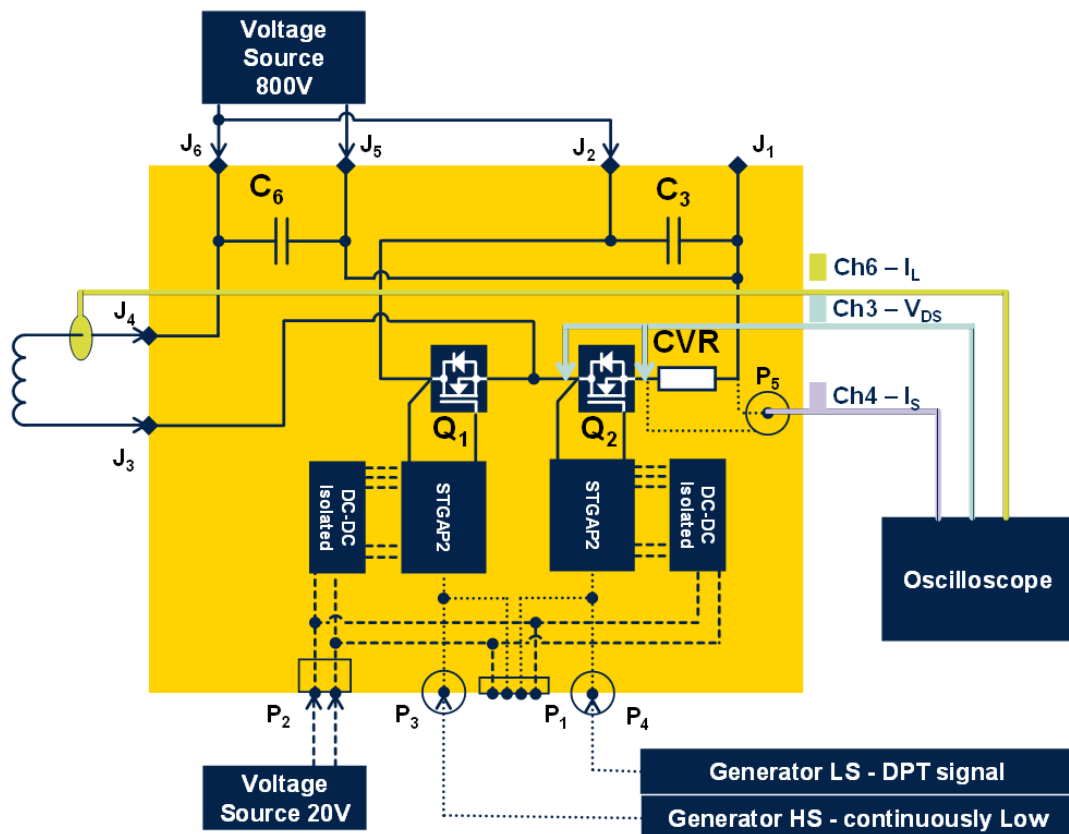 Voltage
Source
800V
J6
J5
J2
J1
C6
C3
Ch6 – IL
J4
Ch3 – VDS
CVR
P5
Ch4 – IS
Q1
Q2
J3
DC-DC
Isolated
STGAP2
STGAP2
DC-DC
Isolated
Oscilloscope
P2
P3
P1
P4
Voltage
Source 20V
Generator LS - DPT signal
Generator HS - continuously Low